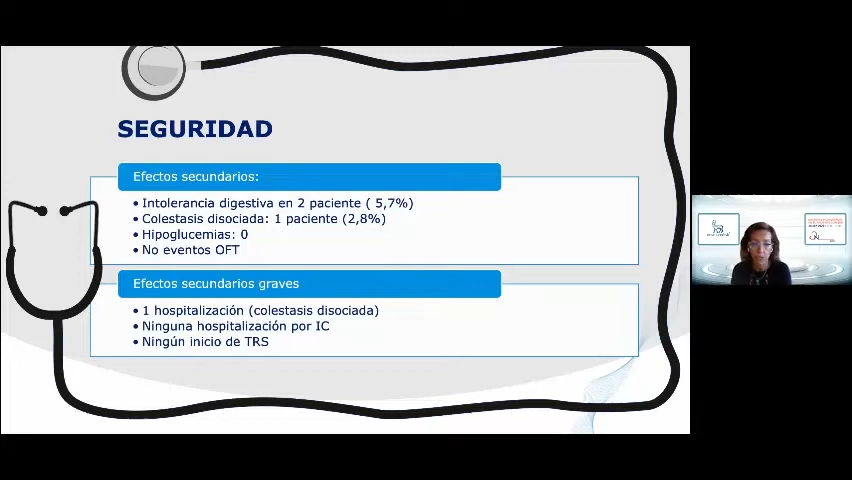 SEGURIDAD
Efectos secundarios:
• Intolerancia digestiva en 2 paciente ( 5,7%)
• Colestasis disociada: 1 paciente (2,8%)
• Hipoglucemias: 0
• No eventos OFT
Efectos secundarios graves
• 1 hospitalización (colestasis disociada)
• Ninguna hospitalización por IC
• Ningún inicio de TRS